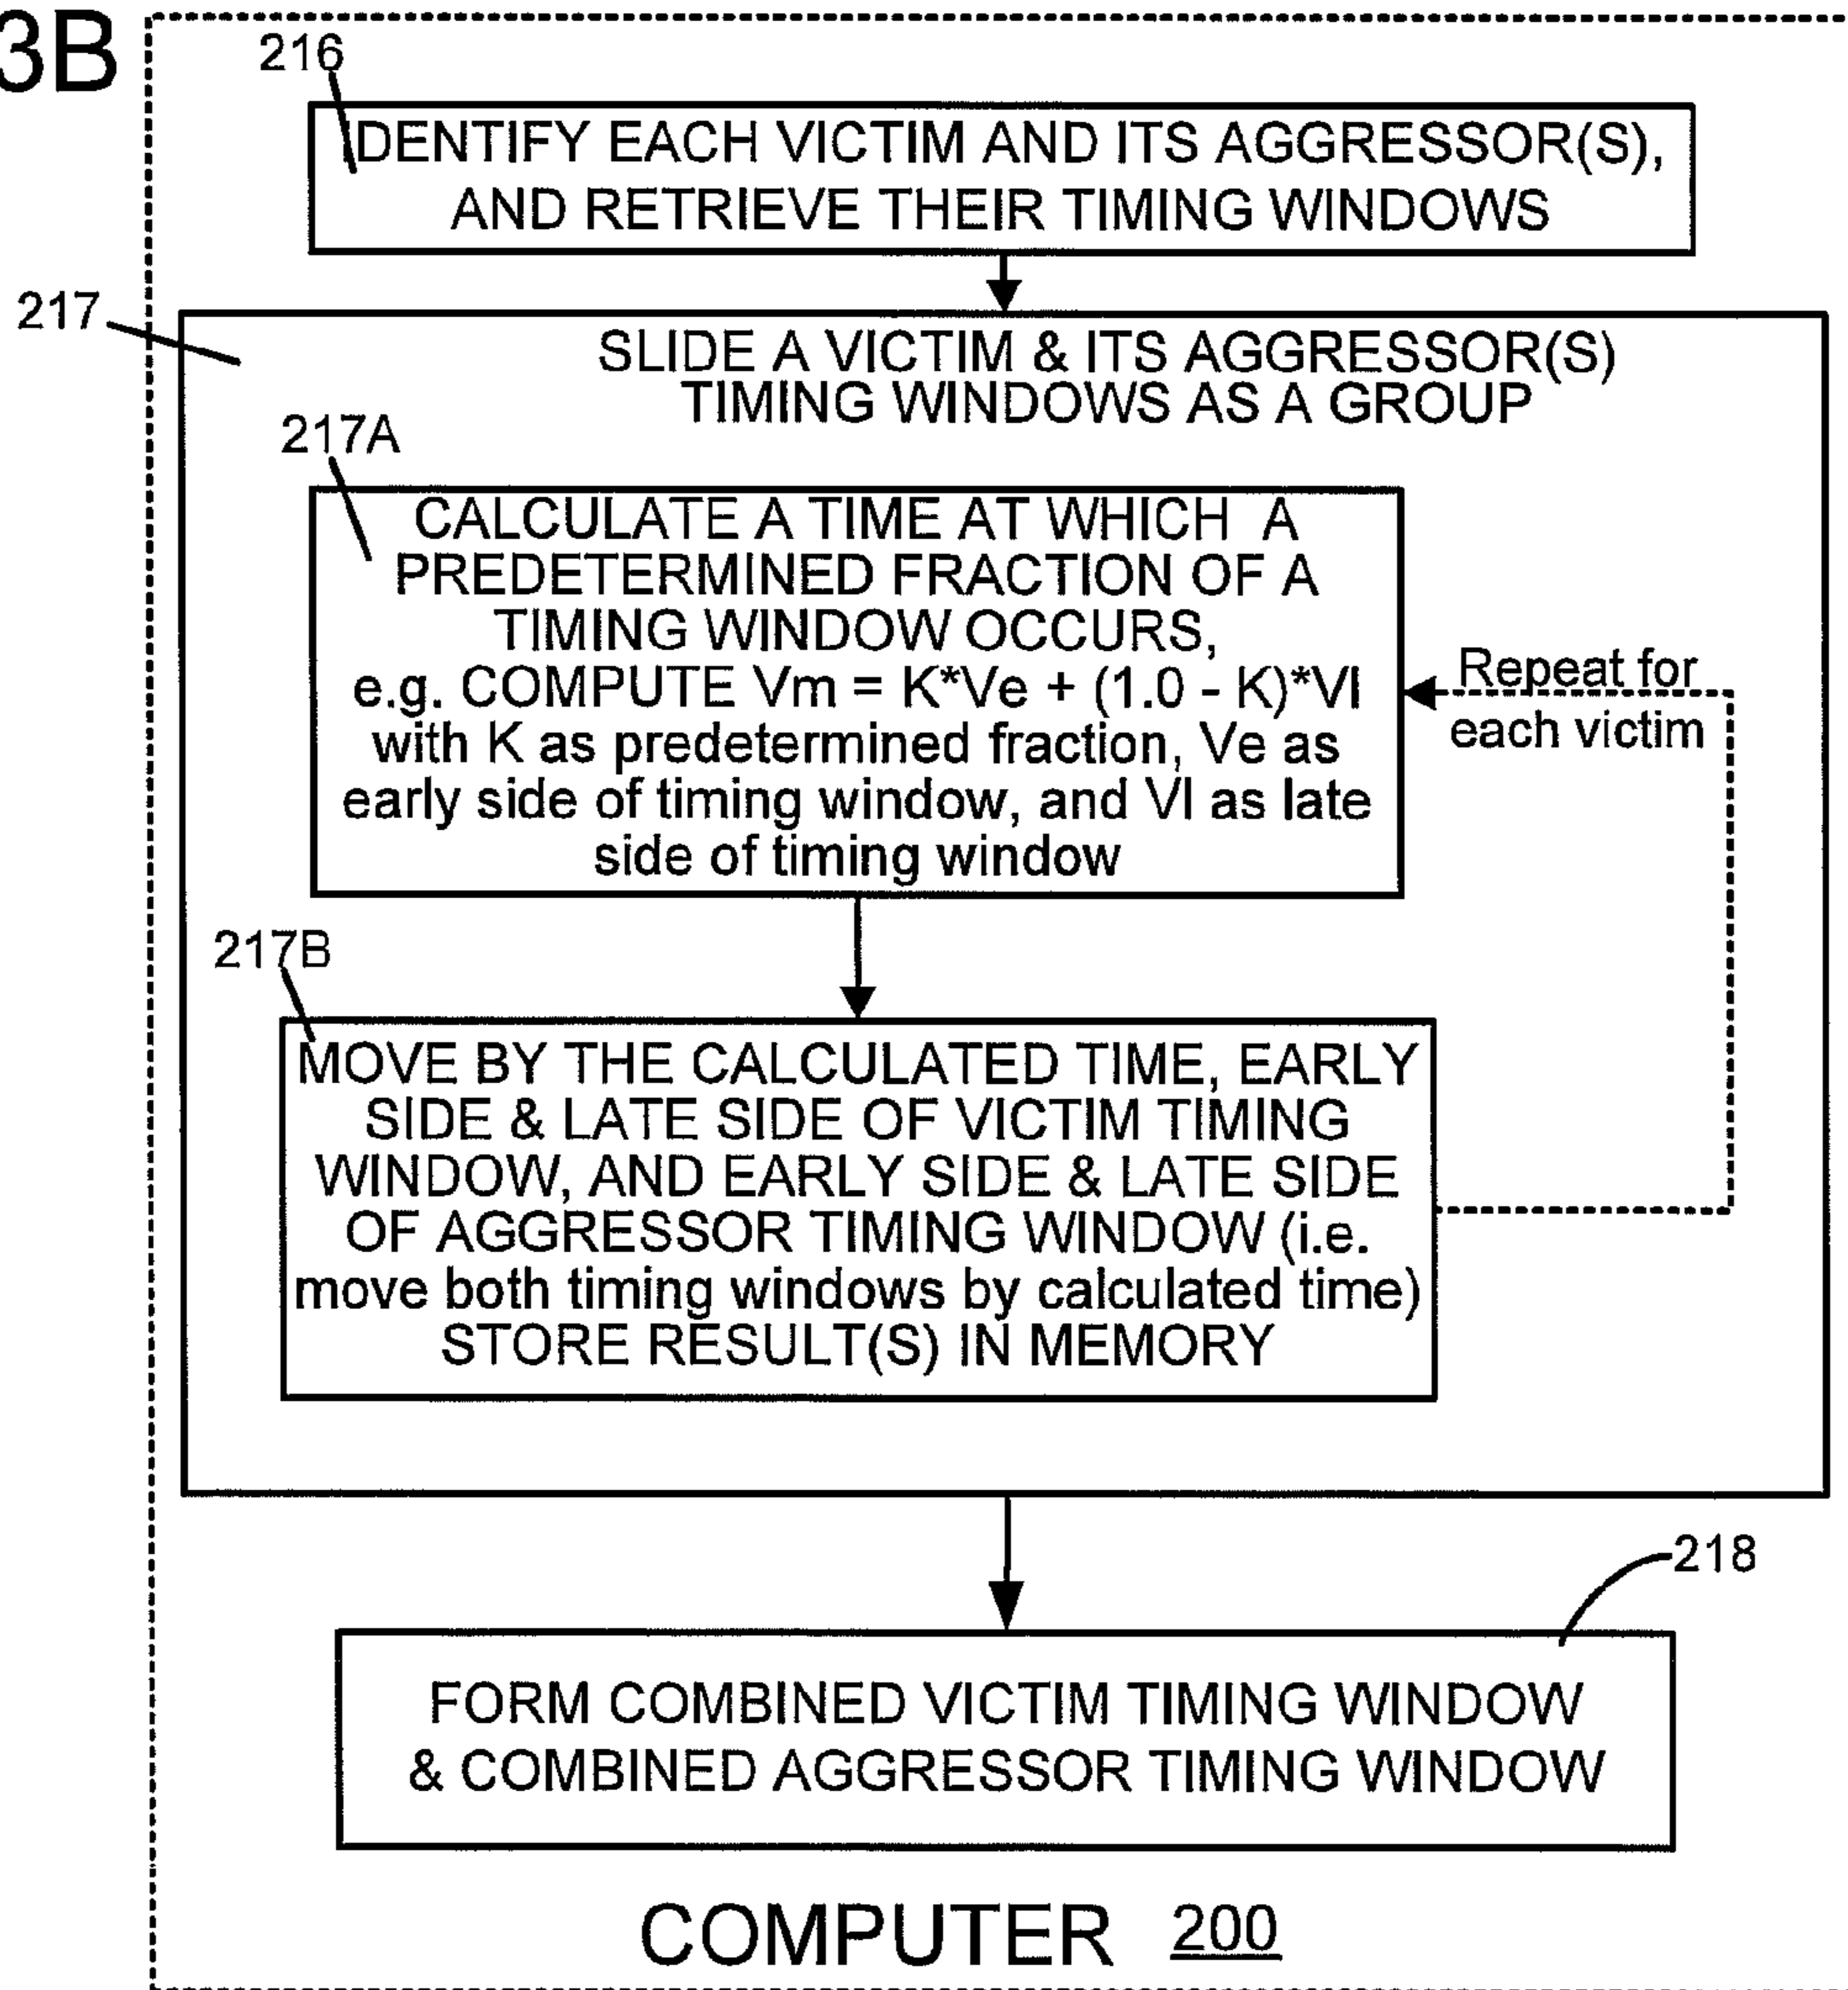 3B
216
IDENTIFY EACH VICTIM AND ITS AGGRESSOR(S),
AND RETRIEVE THEIR TIMING WINDOWS
217
SLIDE A VICTIM & ITS AGGRESSOR(S)
TIMING WINDOWS AS A GROUP
217A
CALCULATE A TIME AT WHICH A
PREDETERMINED FRACTION OF A
TIMING WINDOW OCCURS,
e.g. COMPUTE Vm = K*Ve + (1.0 - K)*Vl
with K as predetermined fraction, Ve as
early side of timing window, and Vl as late
side of timing window
Repeat for
each victim
217B
MOVE BY THE CALCULATED TIME, EARLY
SIDE & LATE SIDE OF VICTIM TIMING
WINDOW, AND EARLY SIDE & LATE SIDE
OF AGGRESSOR TIMING WINDOW (i.e.
move both timing windows by calculated time)
STORE RESULT(S) IN MEMORY
218
FORM COMBINED VICTIM TIMING WINDOW
& COMBINED AGGRESSOR TIMING WINDOW
COMPUTER 200